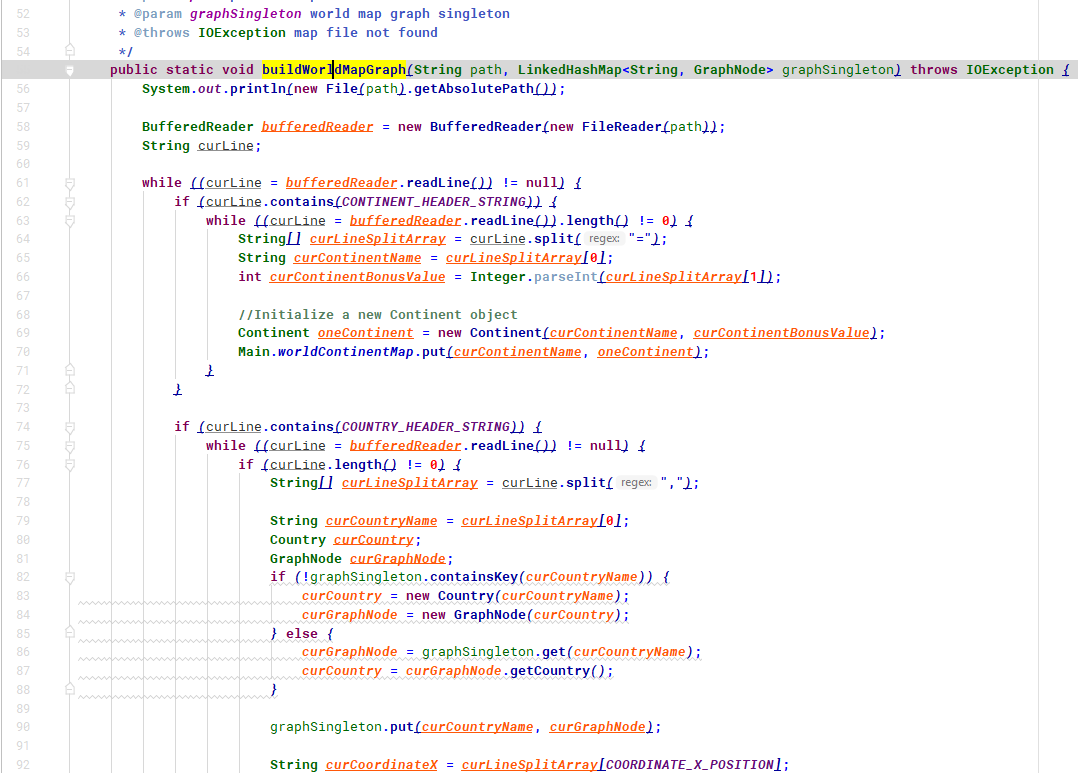 52 * @param graphSingleton world map graph singleton
53 * @throws IOException map file not found
54 */
public static void buildWorldMapGraph(String path, LinkedHashMap<String, GraphNode> graphSingleton) throws IOException {
56 System.out.println(new File(path).getAbsolutePath());
57
58 BufferedReader bufferedReader = new BufferedReader(new FileReader(path));
59 String curLine;
60
61 while ((curLine = bufferedReader.readLine()) != null) {
62 if (curLine.contains(CONTINENT_HEADER_STRING)) {
63 while ((curLine = bufferedReader.readLine()).length() != 0) {
64 String[] curLineSplitArray = curLine.split( regex: "=");
65 String curContinentName = curLineSplitArray[0];
66 int curContinentBonusValue = Integer.parseInt(curLineSplitArray[1]);
67
68 //Initialize a new Continent object
69 Continent oneContinent = new Continent(curContinentName, curContinentBonusValue);
70 Main.worldContinentMap.put(curContinentName, oneContinent);
71 }
72 }
73
74 if (curLine.contains(COUNTRY_HEADER_STRING)) {
75 while ((curLine = bufferedReader.readLine()) != null) {
76 if (curLine.length() != 0) {
77 String[] curLineSplitArray = curLine.split( regex: ",");
78
79 String curCountryName = curLineSplitArray[0];
80 Country curCountry;
81 GraphNode curGraphNode;
82 if (!graphSingleton.containsKey(curCountryName)) {
83 curCountry = new Country(curCountryName);
84 curGraphNode = new GraphNode(curCountry);
85 } else {
86 curGraphNode = graphSingleton.get(curCountryName);
87 curCountry = curGraphNode.getCountry();
88 }
89
90 graphSingleton.put(curCountryName, curGraphNode);
91
92 String curCoordinateX = curLineSplitArray[COORDINATE_X_POSITION];